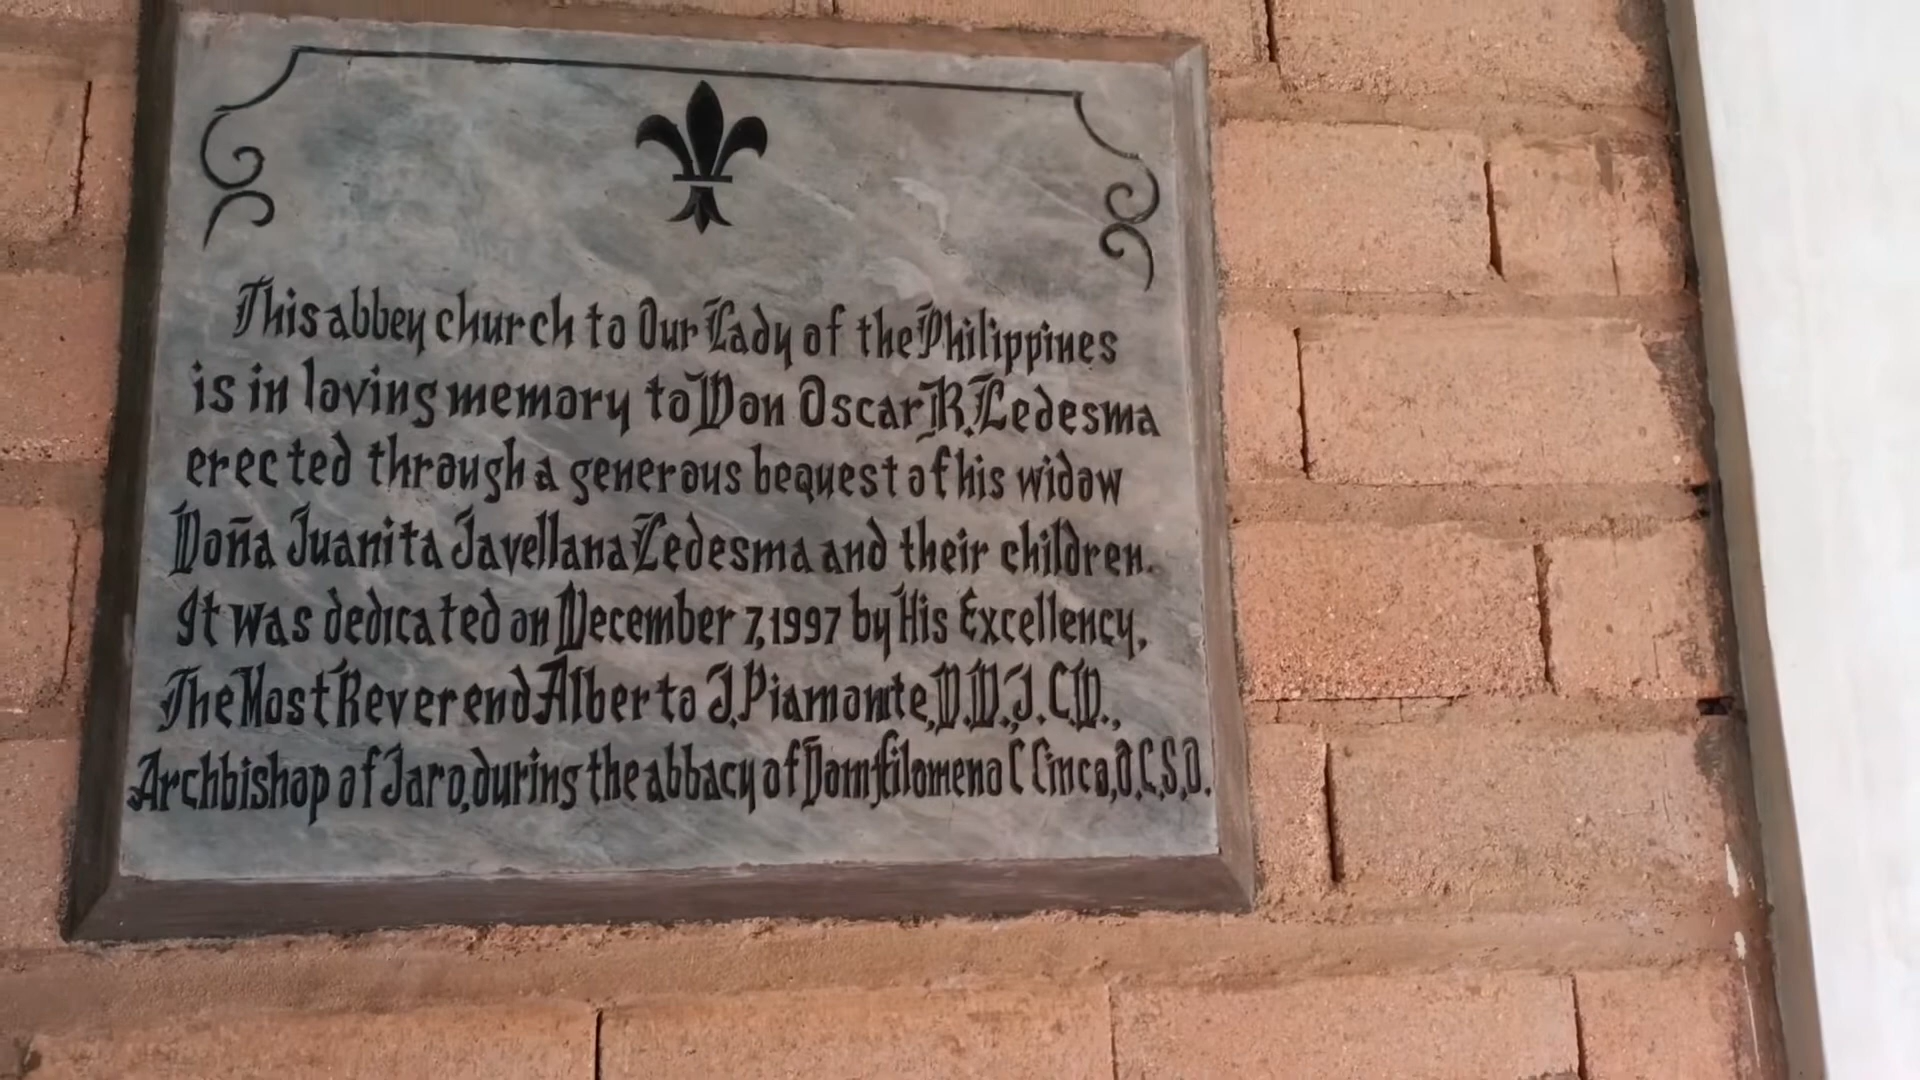 This abbey church to Our Lady of the Philippines
is in loving memory to Don Oscar R. Ledesma
erected through a generous bequest of his widow
Doña Juanita Javellana Ledesma and their children.
It was dedicated on December 7, 1997 by His Excellency,
The Most Reverend Alberto J. Piamonte, D.D., J.C.D.,
Archbishop of Jaro, during the abbacy of Dom Filomeno C Cinco, O.C.S.O.